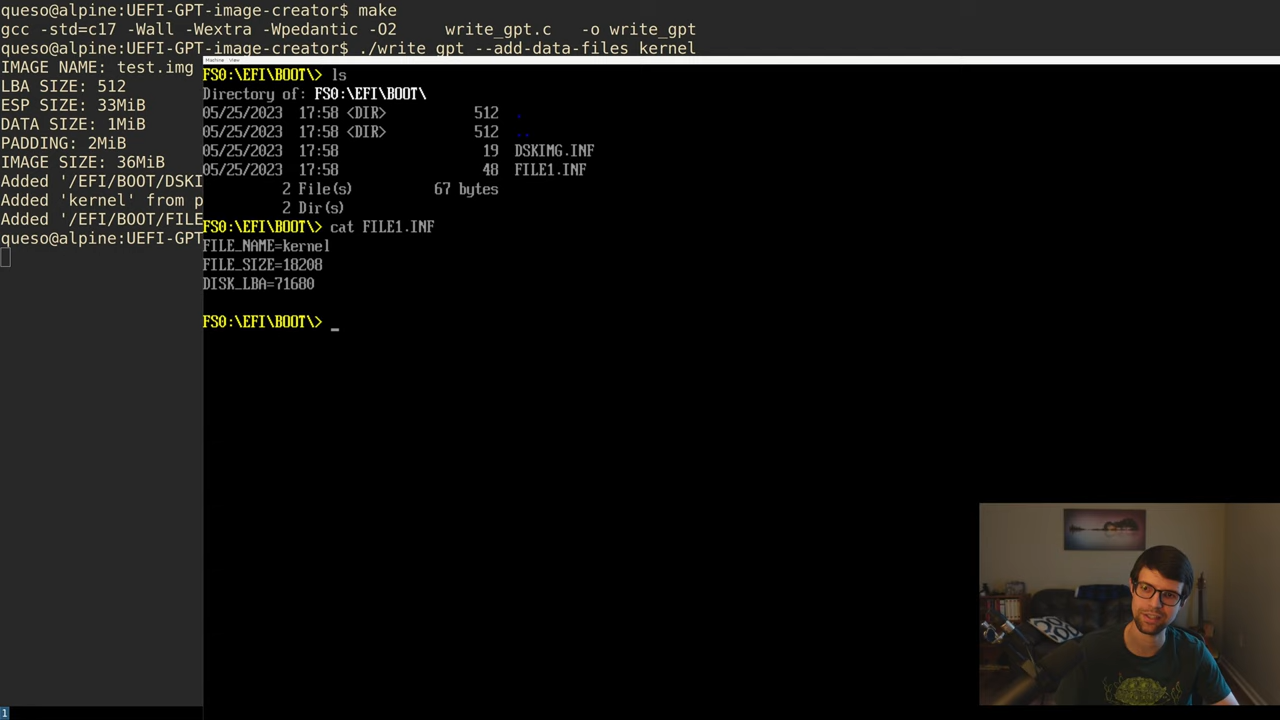 queso@alpine:UEFI-GPT-image-creator$ make
gcc -std=c17 -Wall -Wextra -Wpedantic -O2 write_gpt.c -o write_gpt
queso@alpine:UEFI-GPT-image-creator$ ./write_gpt --add-data-files kernel
IMAGE NAME: test.img
LBA SIZE: 512
ESP SIZE: 33MiB
DATA SIZE: 1MiB
PADDING: 2MiB
IMAGE SIZE: 36MiB
Added '/EFI/BOOT/DSKI
Added 'kernel' from p
Added '/EFI/BOOT/FILE
queso@alpine:UEFI-GPT
Machine View
FS0:\EFI\BOOT\> ls
Directory of: FS0:\EFI\BOOT\
05/25/2023 17:58 <DIR> 512 .
05/25/2023 17:58 <DIR> 512 ..
05/25/2023 17:58 19 DSKIMG.INF
05/25/2023 17:58 48 FILE1.INF
2 File(s) 67 bytes
2 Dir(s)
FS0:\EFI\BOOT\> cat FILE1.INF
FILE_NAME=kernel
FILE_SIZE=18208
DISK_LBA=71680
FS0:\EFI\BOOT\> _
1